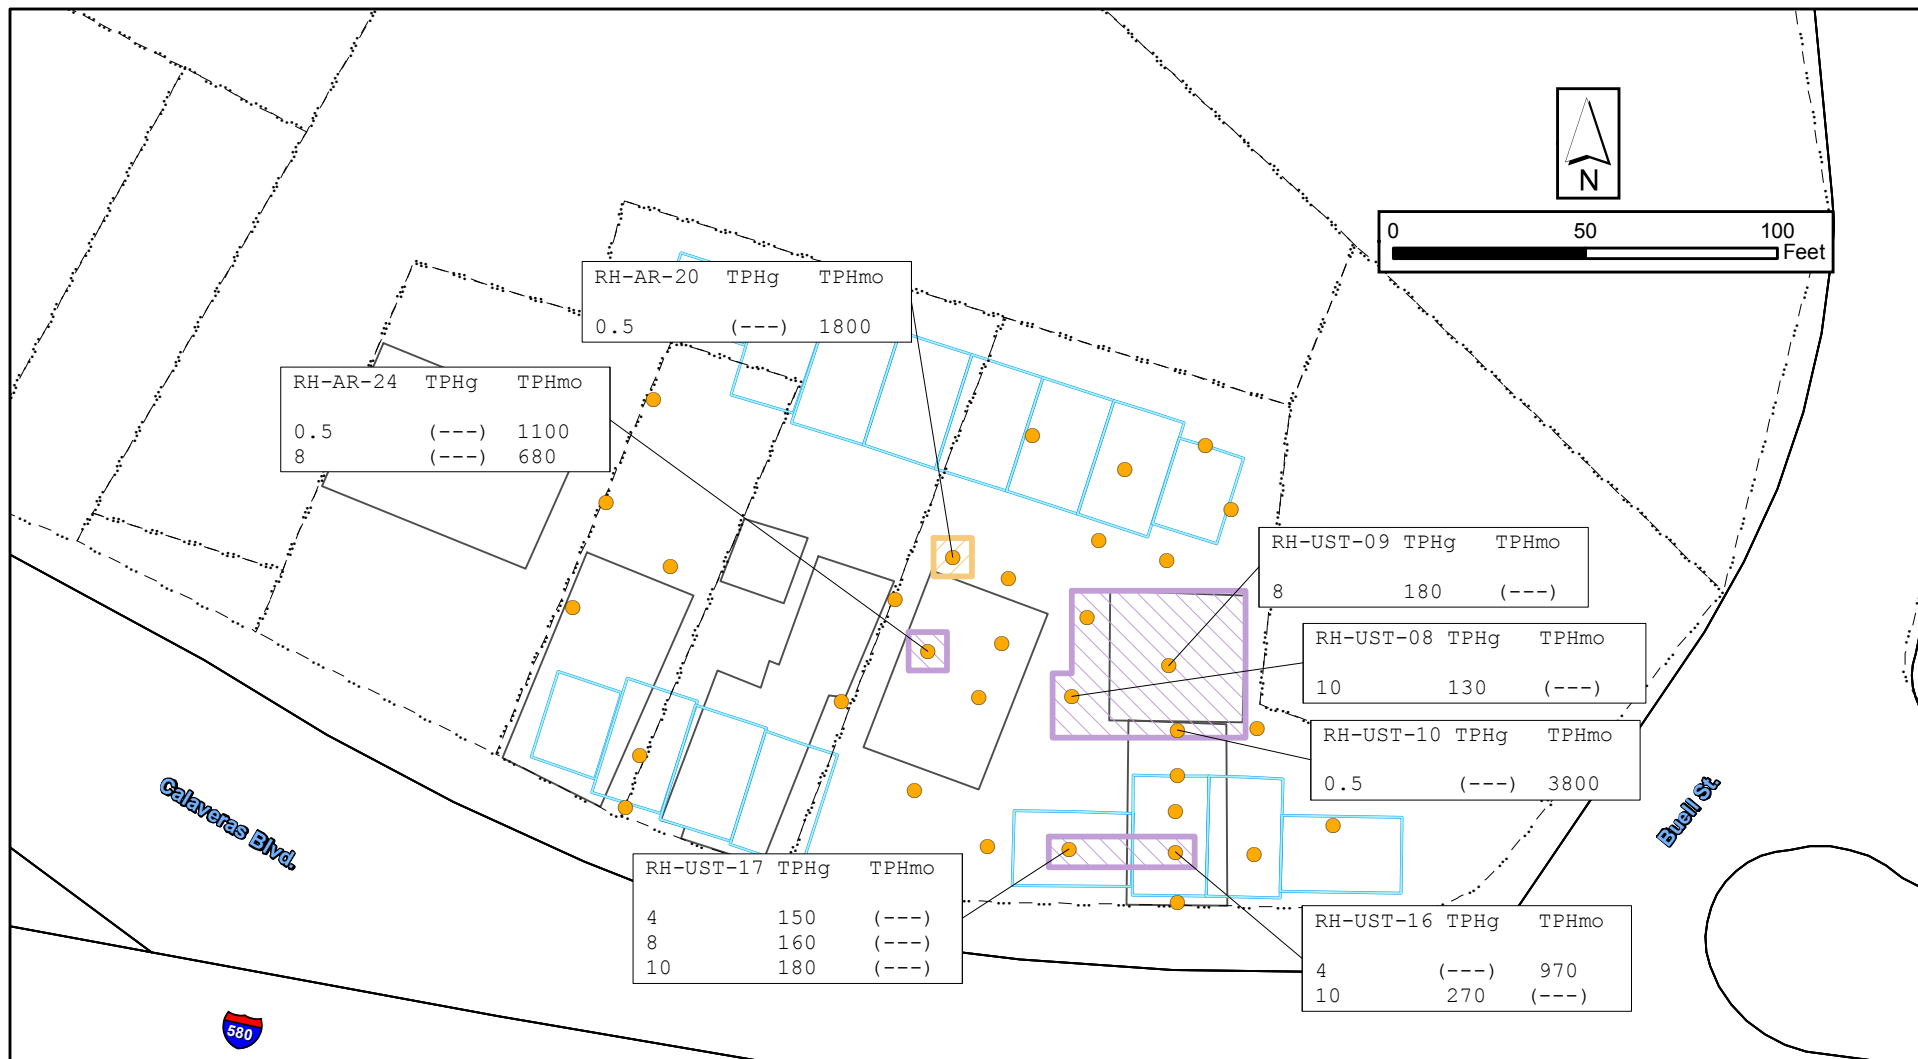 N
0 50 100
Feet
RH-AR-20 TPHg TPHmo
0.5 (---) 1800
RH-AR-24 TPHg TPHmo
0.5 (---) 1100
8 (---) 680
RH-UST-09 TPHg TPHmo
8 180 (---)
RH-UST-08 TPHg TPHmo
10 130 (---)
RH-UST-10 TPHg TPHmo
0.5 (---) 3800
Calaveras Blvd.
Buell St.
RH-UST-17 TPHg TPHmo
4 150 (---)
8 160 (---)
10 180 (---)
RH-UST-16 TPHg TPHmo
4 (---) 970
10 270 (---)
580